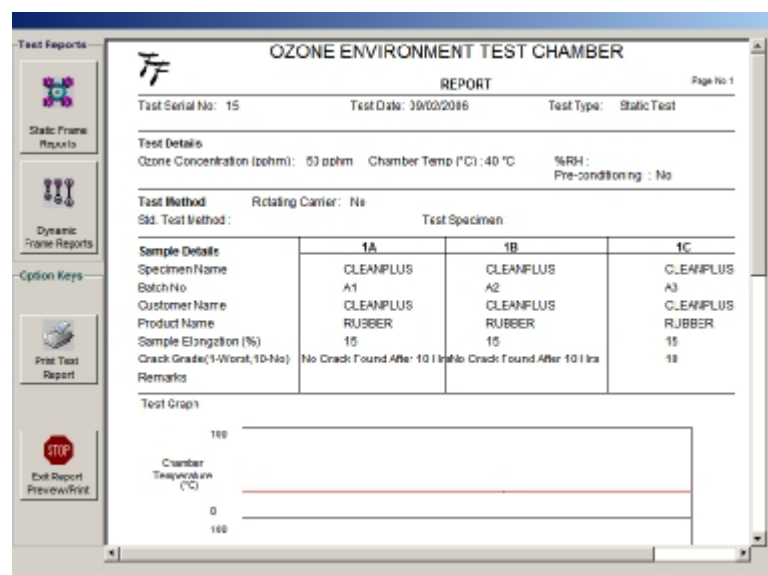 Test Reports
Static Frame
Reports
Dynamic
Frame Reports
Option Keys
Print Test
Report
STOP
Exit Report
Preview/Print
OZONE ENVIRONMENT TEST CHAMBER
REPORT
Page No 1
Test Serial No: 15 Test Date: 09/02/2006 Test Type: Static Test
Test Details
Ozone Concentration (pphm): 50 pphm Chamber Temp (°C) : 40 °C %RH :
Pre-conditioning : No
Test Method Rotating Carrier: No
Std. Test Method : Test Specimen
Sample Details 1A 1B 1C
Specimen Name CLEANPLUS CLEANPLUS CLEANPLUS
Batch No A1 A2 A3
Customer Name CLEANPLUS CLEANPLUS CLEANPLUS
Product Name RUBBER RUBBER RUBBER
Sample Elongation (%) 15 15 15
Crack Grade(1-Worst,10-No) No Crack Found After 10 Hrs No Crack Found After 10 Hrs 10
Remarks
Test Graph
100
Chamber
Temperature
(°C)
0
100